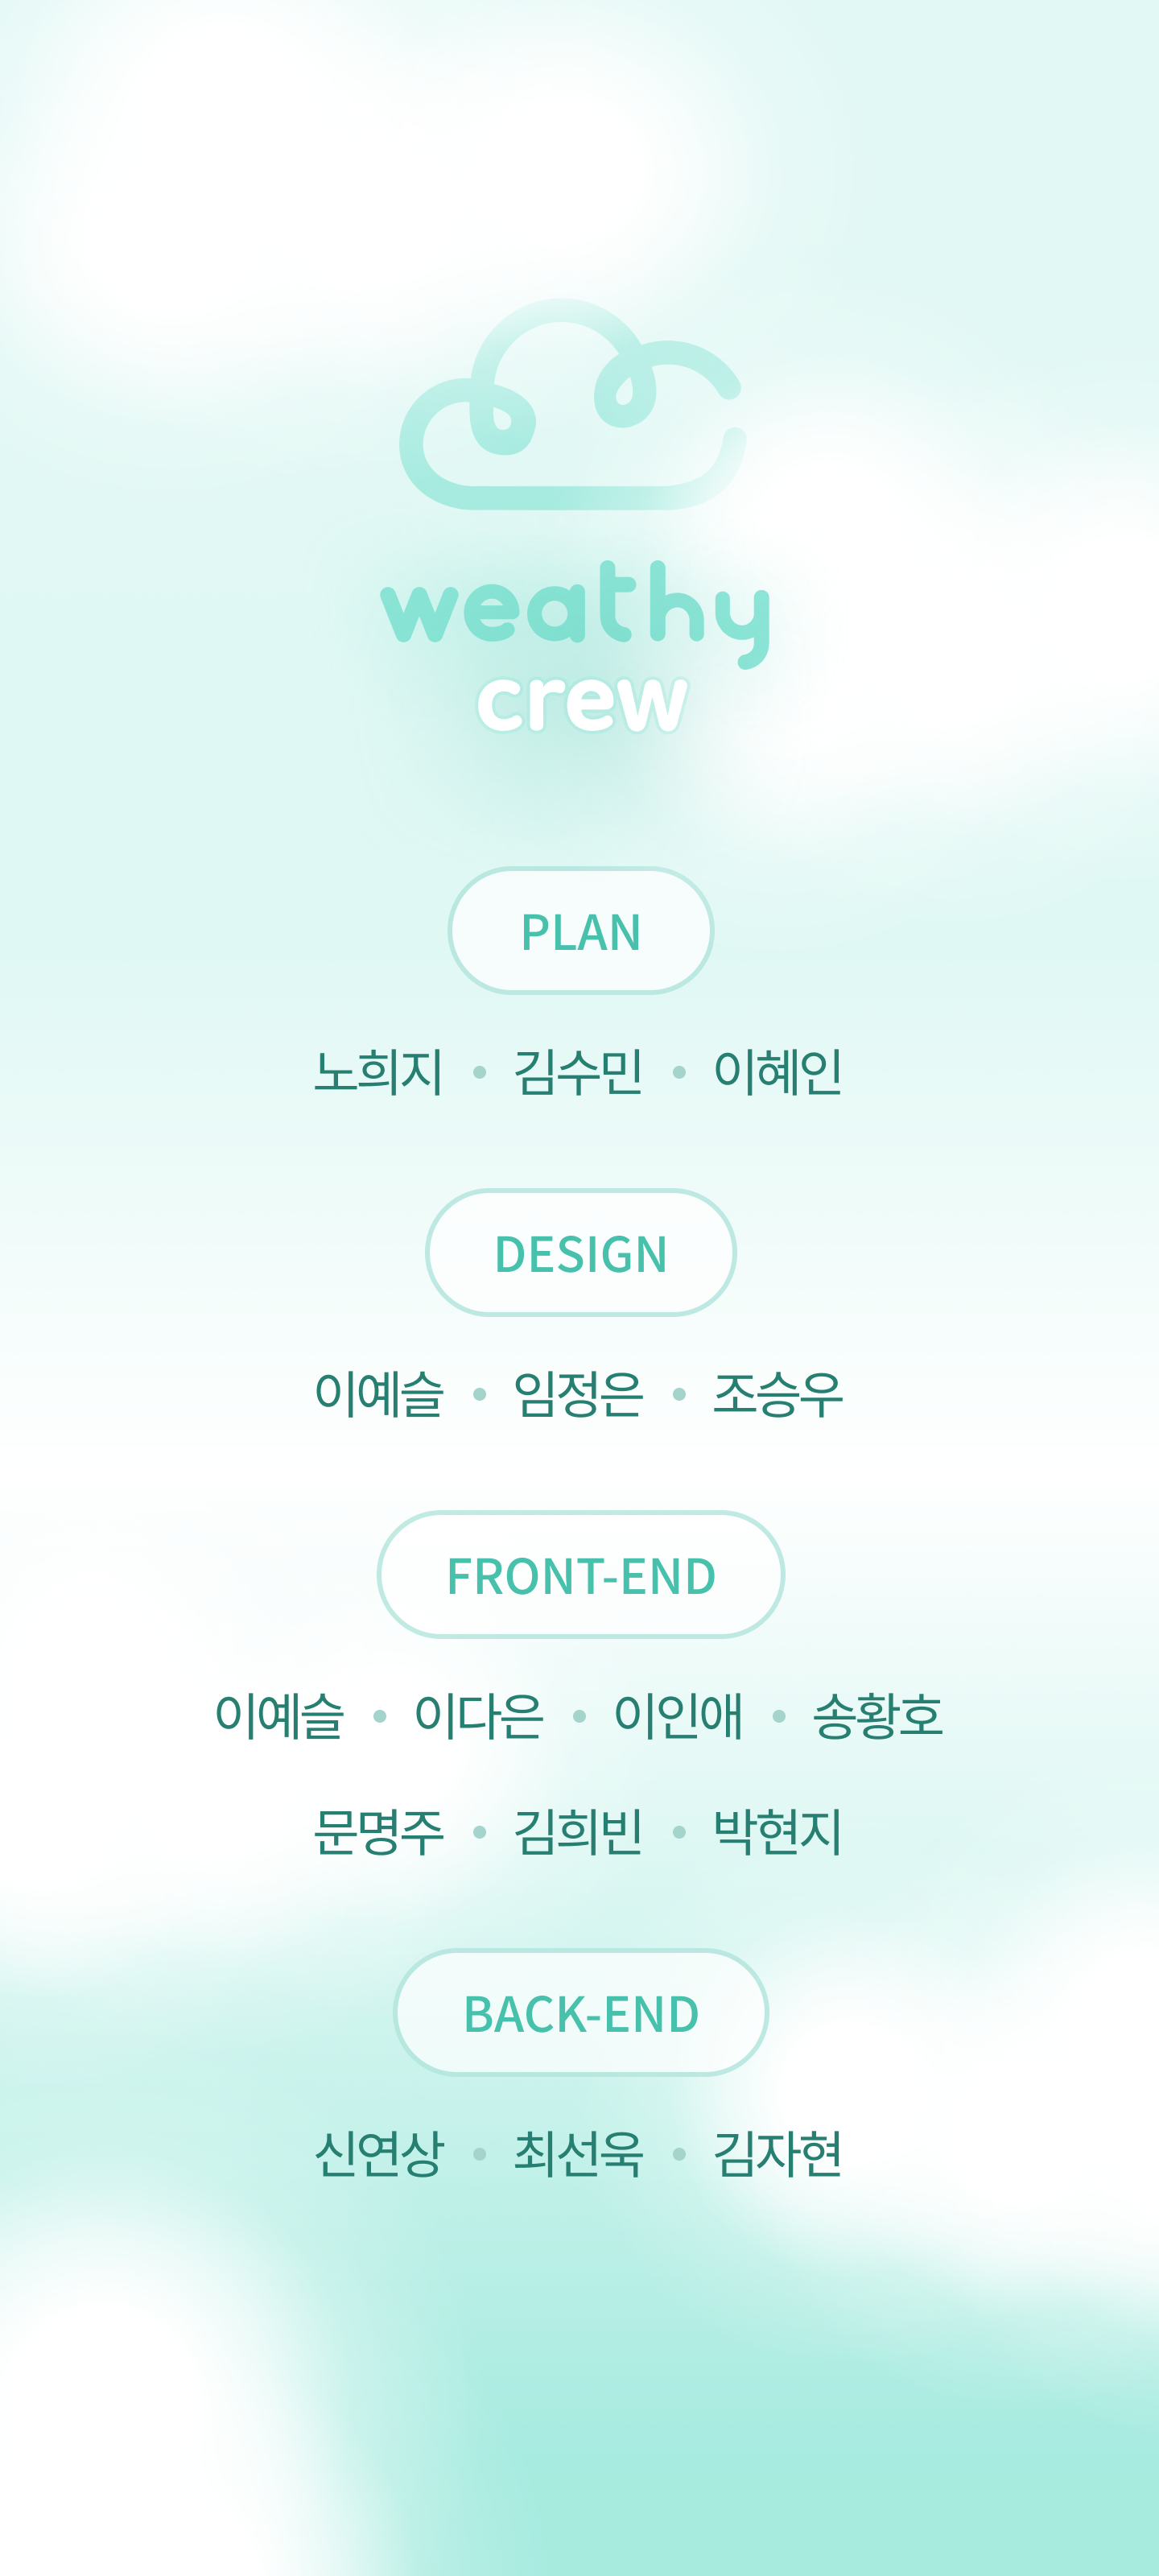 weathy
crew
PLAN
노희지 • 김수민 • 이혜인
DESIGN
이예슬 • 임정은 • 조승우
FRONT-END
이예슬 • 이다은 • 이인애 • 송황호
문명주 • 김희빈 • 박현지
BACK-END
신연상 • 최선욱 • 김자현